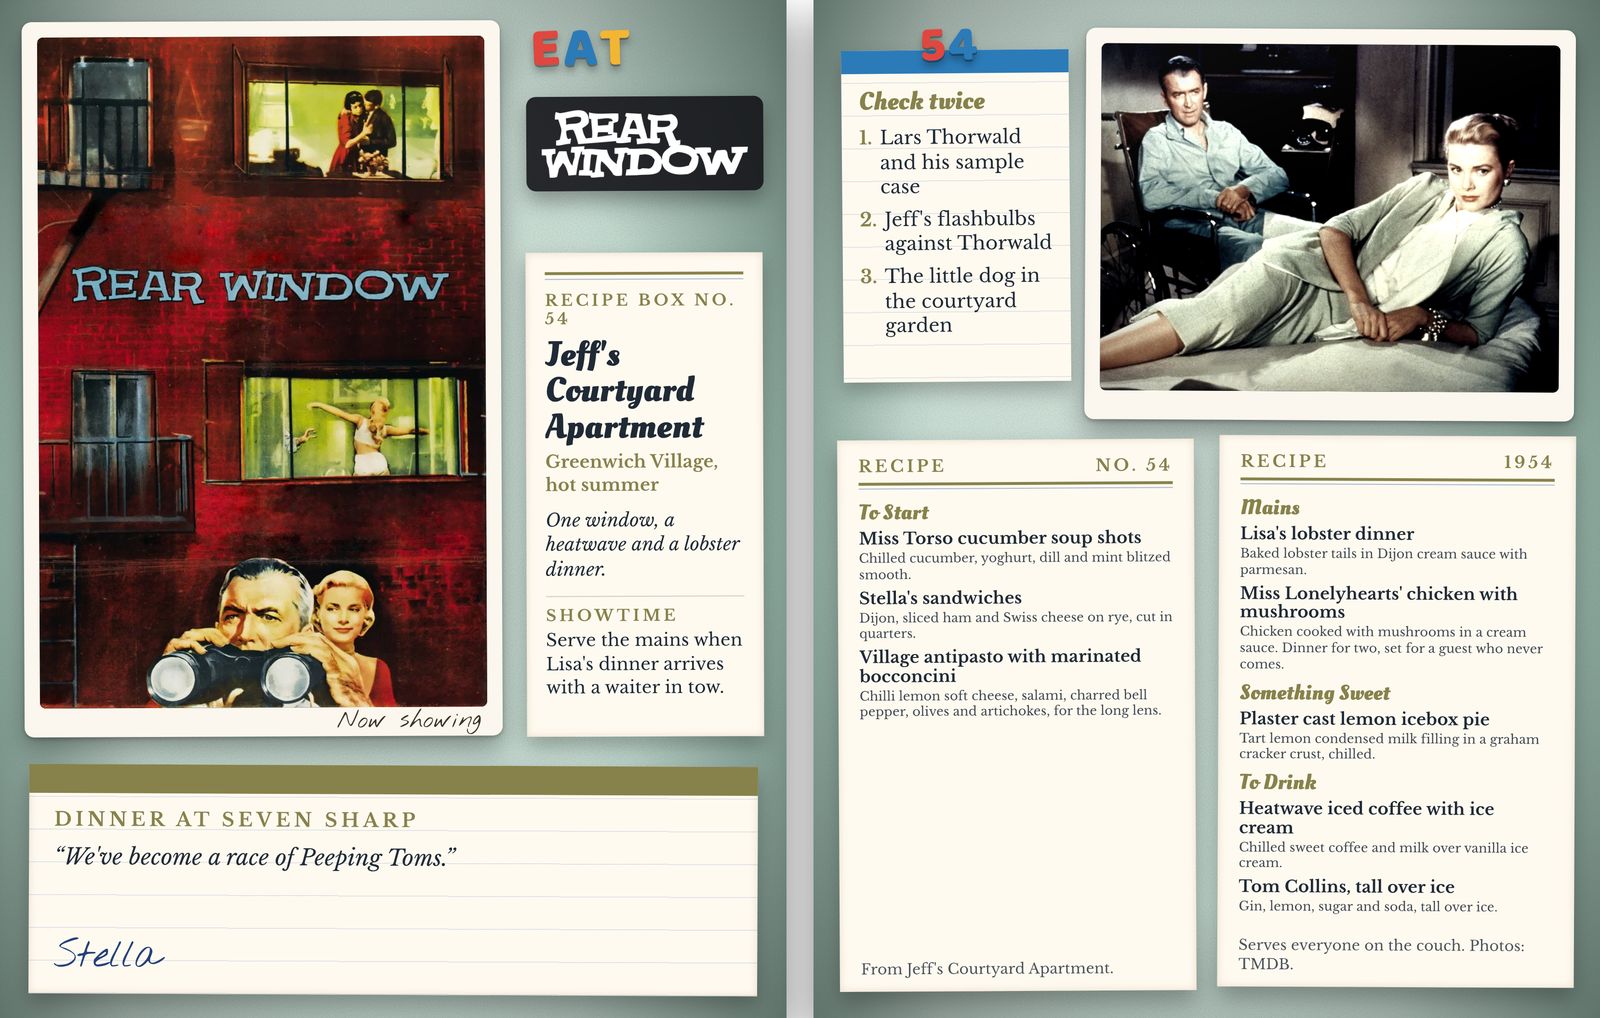 REAR WINDOW
Now showing
EAT
REAR
WINDOW
RECIPE BOX NO.
54
Jeff's
Courtyard
Apartment
Greenwich Village,
hot summer
One window, a
heatwave and a lobster
dinner.
SHOWTIME
Serve the mains when
Lisa's dinner arrives
with a waiter in tow.
DINNER AT SEVEN SHARP
“We've become a race of Peeping Toms.”
Stella
54
Check twice
1. Lars Thorwald
and his sample
case
2. Jeff's flashbulbs
against Thorwald
3. The little dog in
the courtyard
garden
RECIPE NO. 54
To Start
Miss Torso cucumber soup shots
Chilled cucumber, yoghurt, dill and mint blitzed
smooth.
Stella's sandwiches
Dijon, sliced ham and Swiss cheese on rye, cut in
quarters.
Village antipasto with marinated
bocconcini
Chilli lemon soft cheese, salami, charred bell
pepper, olives and artichokes, for the long lens.
From Jeff's Courtyard Apartment.
RECIPE 1954
Mains
Lisa's lobster dinner
Baked lobster tails in Dijon cream sauce with
parmesan.
Miss Lonelyhearts' chicken with
mushrooms
Chicken cooked with mushrooms in a cream
sauce. Dinner for two, set for a guest who never
comes.
Something Sweet
Plaster cast lemon icebox pie
Tart lemon condensed milk filling in a graham
cracker crust, chilled.
To Drink
Heatwave iced coffee with ice
cream
Chilled sweet coffee and milk over vanilla ice
cream.
Tom Collins, tall over ice
Gin, lemon, sugar and soda, tall over ice.
Serves everyone on the couch. Photos:
TMDB.